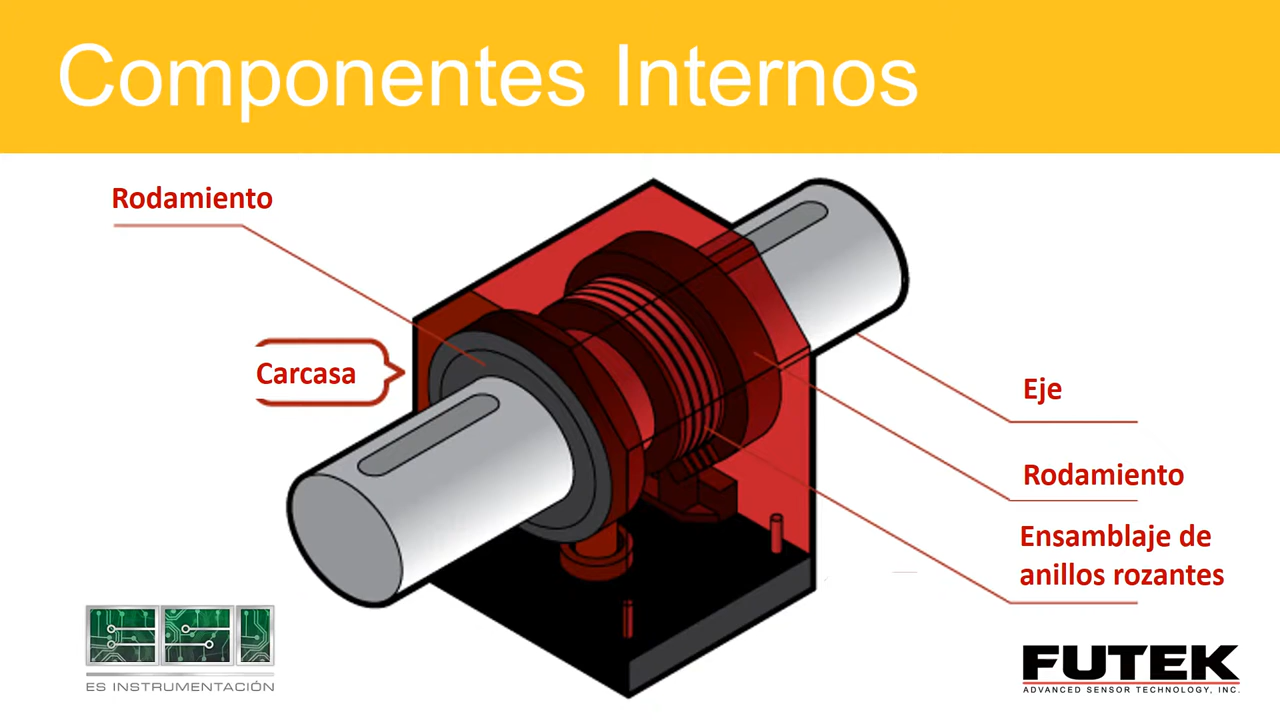 Componentes Internos
Rodamiento
Carcasa
Eje
Rodamiento
Ensamblaje de
anillos rozantes
ES INSTRUMENTACIÓN
FUTEK
ADVANCED SENSOR TECHNOLOGY, INC.